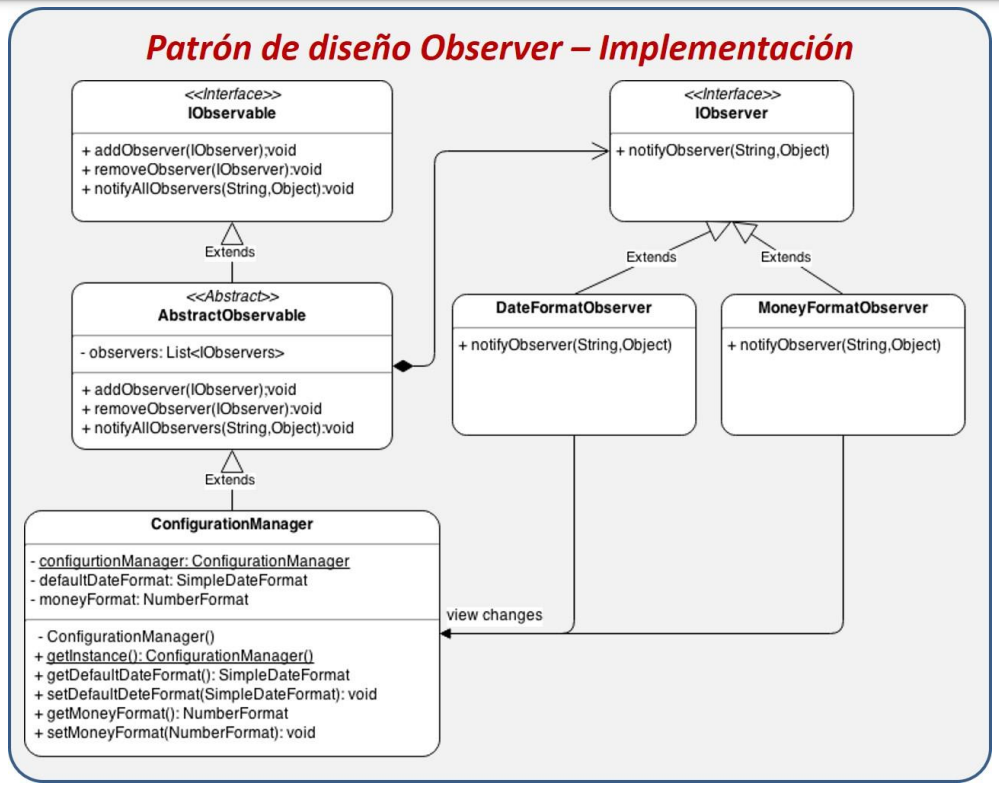 Patrón de diseño Observer – Implementación
<<Interface>>
IObservable
+ addObserver(IObserver);void
+ removeObserver(IObserver):void
+ notifyAllObservers(String,Object):void
<<Interface>>
IObserver
+ notifyObserver(String,Object)
Extends
Extends
Extends
<<Abstract>>
AbstractObservable
- observers: List<IObservers>
+ addObserver(IObserver);void
+ removeObserver(IObserver):void
+ notifyAllObservers(String,Object):void
DateFormatObserver
+ notifyObserver(String,Object)
MoneyFormatObserver
+ notifyObserver(String,Object)
Extends
ConfigurationManager
- configurtionManager: ConfigurationManager
- defaultDateFormat: SimpleDateFormat
- moneyFormat: NumberFormat
- ConfigurationManager()
+ getInstance(): ConfigurationManager()
+ getDefaultDateFormat(): SimpleDateFormat
+ setDefaultDeteFormat(SimpleDateFormat): void
+ getMoneyFormat(): NumberFormat
+ setMoneyFormat(NumberFormat): void
view changes